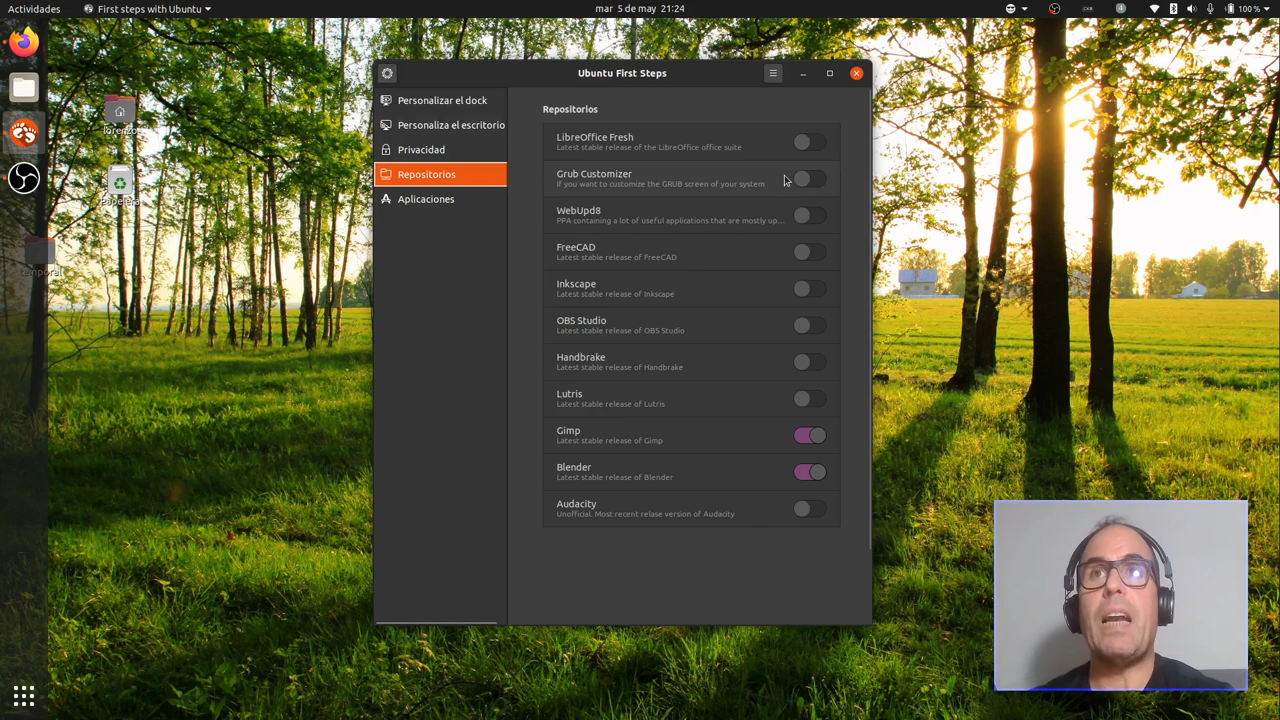 Actividades
First steps with Ubuntu
mar 5 de may 21:24
4
100 %
Ubuntu First Steps
Personalizar el dock
Personaliza el escritorio
Privacidad
Repositorios
Aplicaciones
Repositorios
LibreOffice Fresh
Latest stable release of the LibreOffice office suite
Grub Customizer
If you want to customize the GRUB screen of your system
WebUpd8
PPA containing a lot of useful applications that are mostly up…
FreeCAD
Latest stable release of FreeCAD
Inkscape
Latest stable release of Inkscape
OBS Studio
Latest stable release of OBS Studio
Handbrake
Latest stable release of Handbrake
Lutris
Latest stable release of Lutris
Gimp
Latest stable release of Gimp
Blender
Latest stable release of Blender
Audacity
Unofficial. Most recent relase version of Audacity
Papelera
temporal